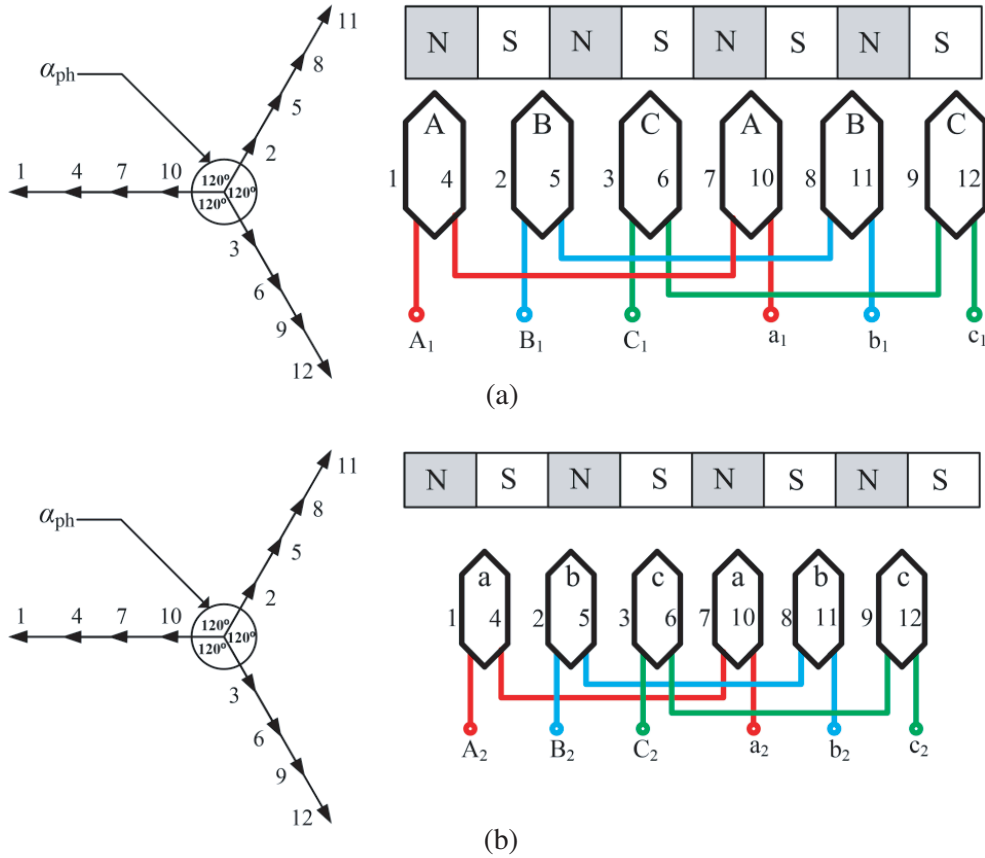 11
N S N S N S N S
α_ph
8
5
A B C A B C
2
1 4 7 10
120° 120° 120°
1 4 2 5 3 6 7 10 8 11 9 12
3
6
9
12
A₁ B₁ C₁ a₁ b₁ c₁
(a)
11
N S N S N S N S
α_ph
8
5
a b c a b c
2
1 4 7 10
120° 120° 120°
1 4 2 5 3 6 7 10 8 11 9 12
3
6
9
12
A₂ B₂ C₂ a₂ b₂ c₂
(b)